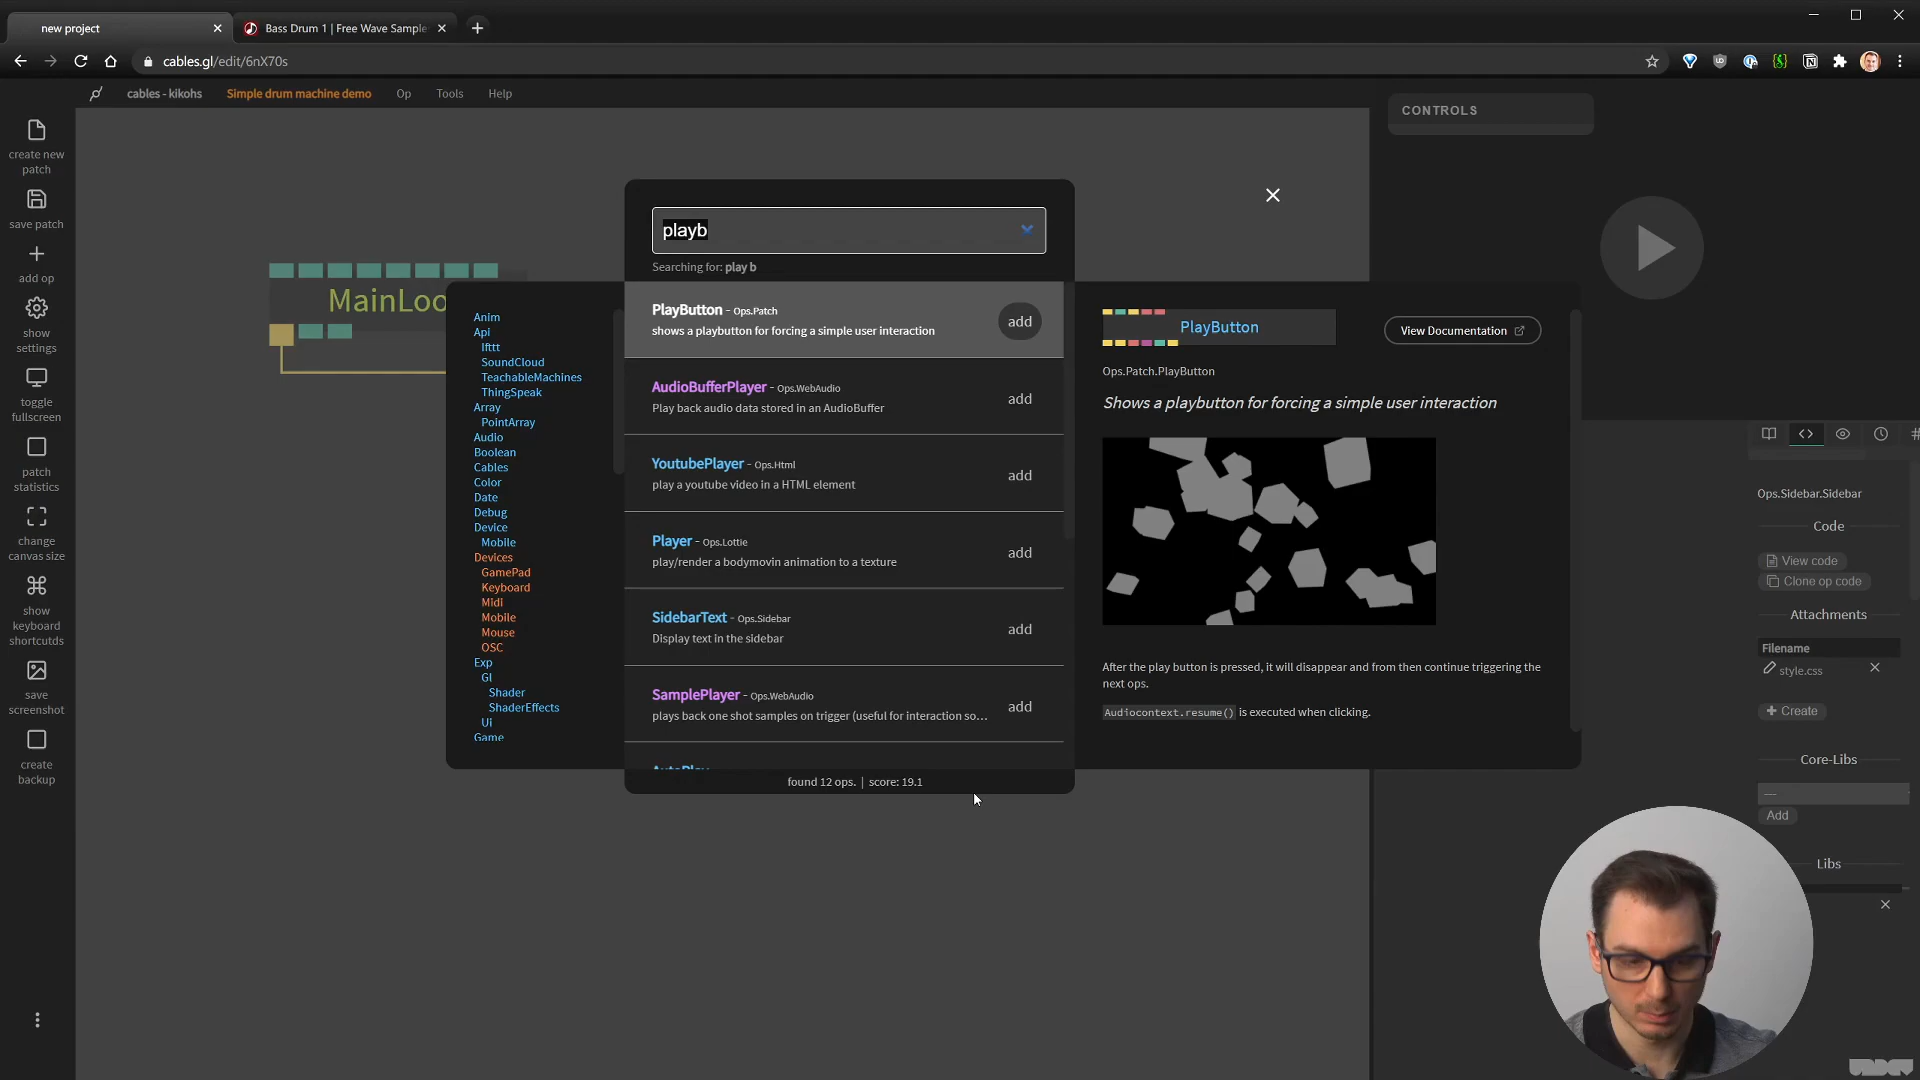 new project
Bass Drum 1 | Free Wave Sample
cables.gl/edit/6nX70s
cables - kikohs
Simple drum machine demo
Op
Tools
Help
create new
patch
save patch
add op
show
settings
toggle
fullscreen
patch
statistics
change
canvas size
show
keyboard
shortcutds
save
screenshot
create
backup
MainLoo
playb
Searching for: play b
Anim
Api
Ifttt
SoundCloud
TeachableMachines
ThingSpeak
Array
PointArray
Audio
Boolean
Cables
Color
Date
Debug
Device
Mobile
Devices
GamePad
Keyboard
Midi
Mobile
Mouse
OSC
Exp
Gl
Shader
ShaderEffects
Ui
Game
PlayButton - Ops.Patch
shows a playbutton for forcing a simple user interaction
add
AudioBufferPlayer - Ops.WebAudio
Play back audio data stored in an AudioBuffer
add
YoutubePlayer - Ops.Html
play a youtube video in a HTML element
add
Player - Ops.Lottie
play/render a bodymovin animation to a texture
add
SidebarText - Ops.Sidebar
Display text in the sidebar
add
SamplePlayer - Ops.WebAudio
plays back one shot samples on trigger (useful for interaction so...
add
AutoPlay
found 12 ops. | score: 19.1
PlayButton
View Documentation
Ops.Patch.PlayButton
Shows a playbutton for forcing a simple user interaction
After the play button is pressed, it will disappear and from then continue triggering the
next ops.
Audiocontext.resume() is executed when clicking.
CONTROLS
Ops.Sidebar.Sidebar
Code
View code
Clone op code
Attachments
Filename
style.css
+ Create
Core-Libs
Add
Libs